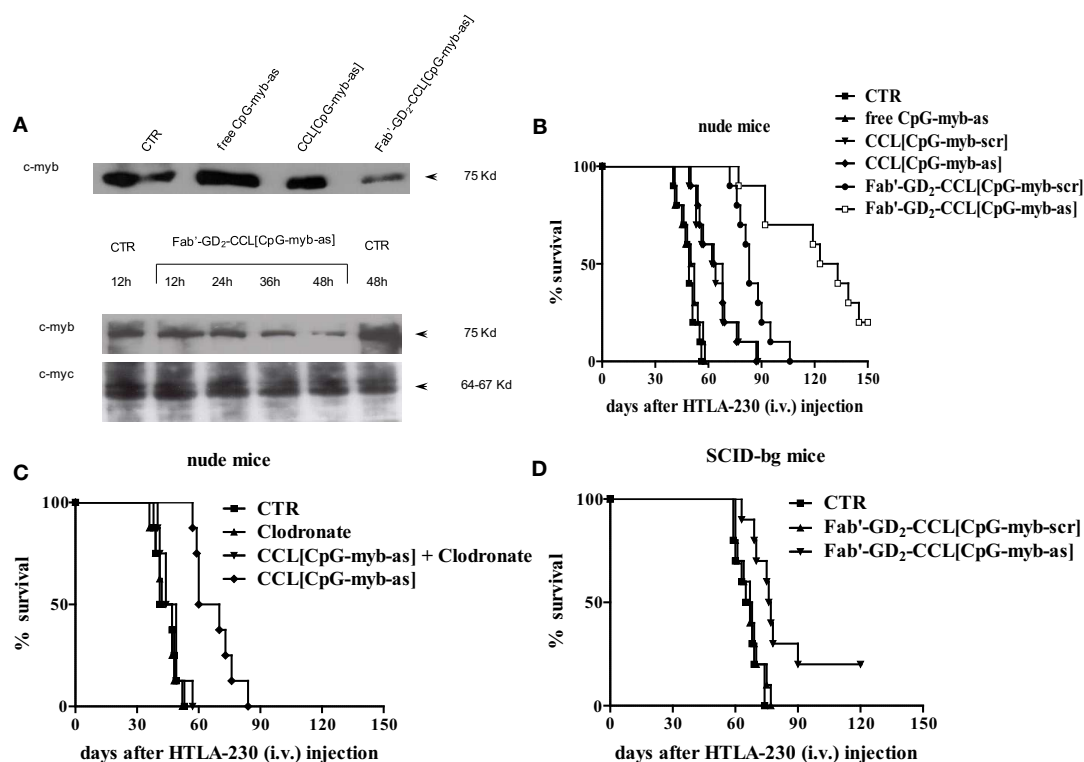 A
CTR
free CpG-myb-as
CCL[CpG-myb-as]
Fab'-GD2-CCL[CpG-myb-as]
c-myb
75 Kd
CTR
Fab'-GD2-CCL[CpG-myb-as]
CTR
12h
12h
24h
36h
48h
48h
c-myb
75 Kd
c-myc
64-67 Kd
B
nude mice
CTR
free CpG-myb-as
CCL[CpG-myb-scr]
CCL[CpG-myb-as]
Fab'-GD2-CCL[CpG-myb-scr]
Fab'-GD2-CCL[CpG-myb-as]
% survival
100
50
0
0 30 60 90 120 150
days after HTLA-230 (i.v.) injection
C
nude mice
CTR
Clodronate
CCL[CpG-myb-as] + Clodronate
CCL[CpG-myb-as]
% survival
100
50
0
0 30 60 90 120 150
days after HTLA-230 (i.v.) injection
D
SCID-bg mice
CTR
Fab'-GD2-CCL[CpG-myb-scr]
Fab'-GD2-CCL[CpG-myb-as]
% survival
100
50
0
0 30 60 90 120 150
days after HTLA-230 (i.v.) injection